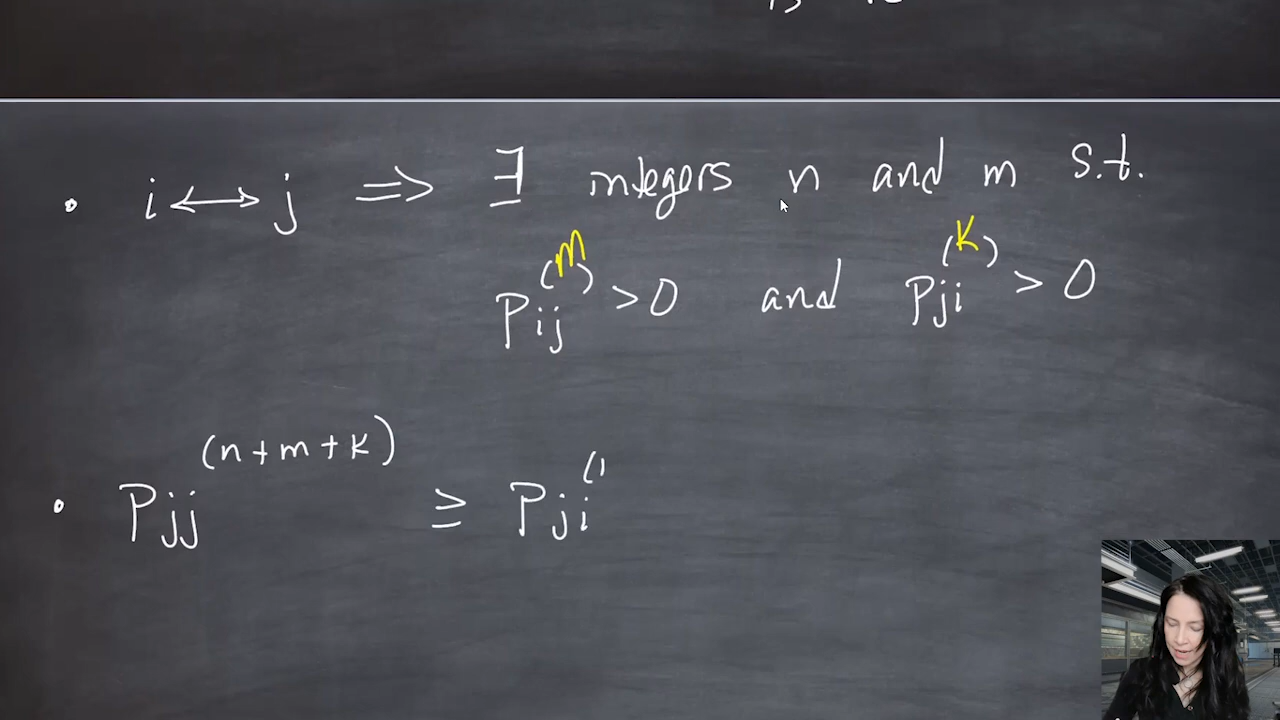 • i ↔ j ⇒ ∃ integers n and m s.t.
P_ij^(m) > 0 and P_ji^(k) > 0
• P_jj^(n+m+k) ≥ P_ji^(